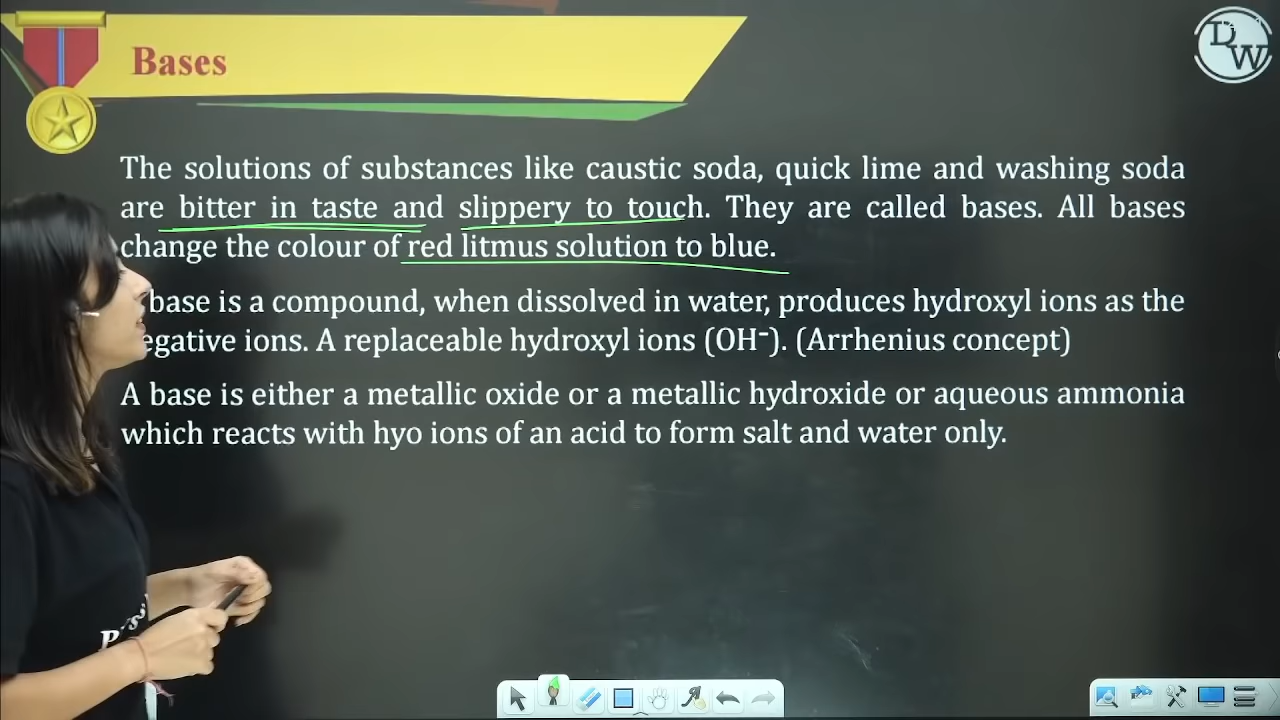 Bases
DW
The solutions of substances like caustic soda, quick lime and washing soda
are bitter in taste and slippery to touch. They are called bases. All bases
change the colour of red litmus solution to blue.
base is a compound, when dissolved in water, produces hydroxyl ions as the
egative ions. A replaceable hydroxyl ions (OH⁻). (Arrhenius concept)
A base is either a metallic oxide or a metallic hydroxide or aqueous ammonia
which reacts with hyo ions of an acid to form salt and water only.